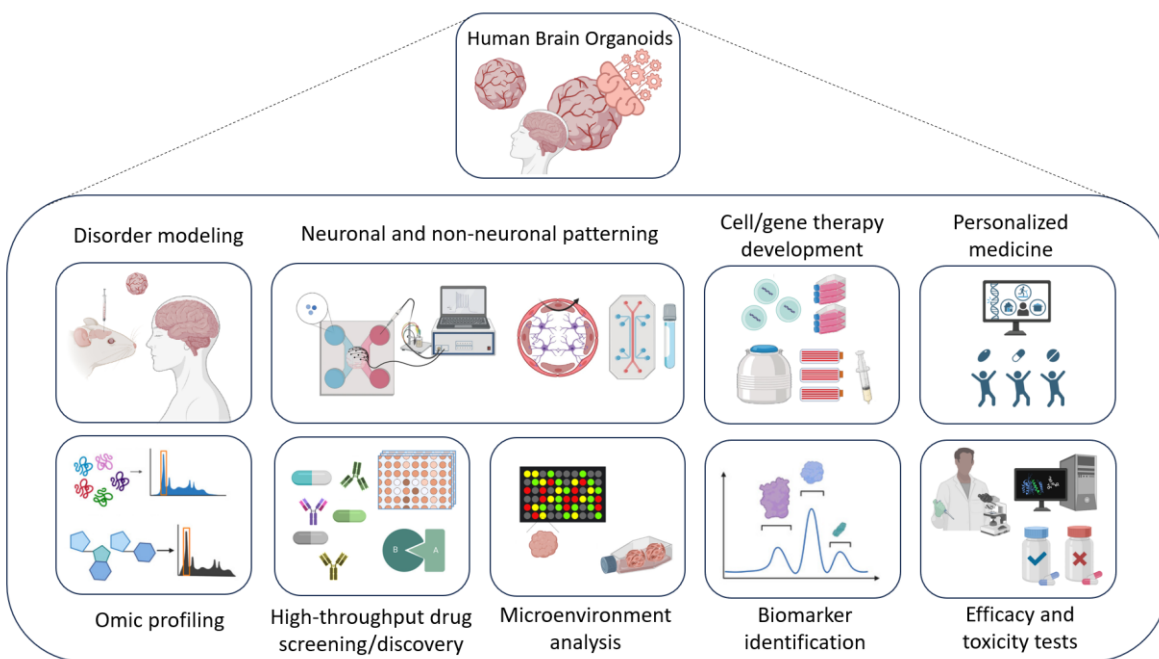 Human Brain Organoids
Disorder modeling
Neuronal and non-neuronal patterning
Cell/gene therapy
development
Personalized
medicine
B
A
Omic profiling
High-throughput drug
screening/discovery
Microenvironment
analysis
Biomarker
identification
Efficacy and
toxicity tests